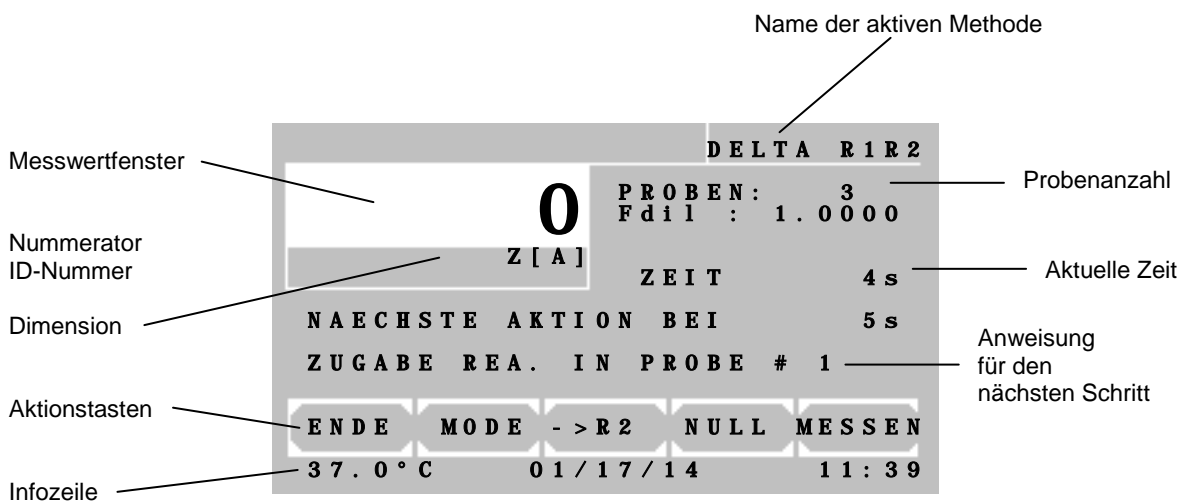 Name der aktiven Methode
DELTA R1R2
Messwertfenster
0
PROBEN: 3
Probenanzahl
Fdil : 1.0000
Nummerator
ID-Nummer
Z[A]
ZEIT 4s
Aktuelle Zeit
Dimension
NAECHSTE AKTION BEI 5s
ZUGABE REA. IN PROBE # 1
Anweisung
für den
nächsten Schritt
Aktionstasten
ENDE MODE ->R2 NULL MESSEN
37.0°C 01/17/14 11:39
Infozeile